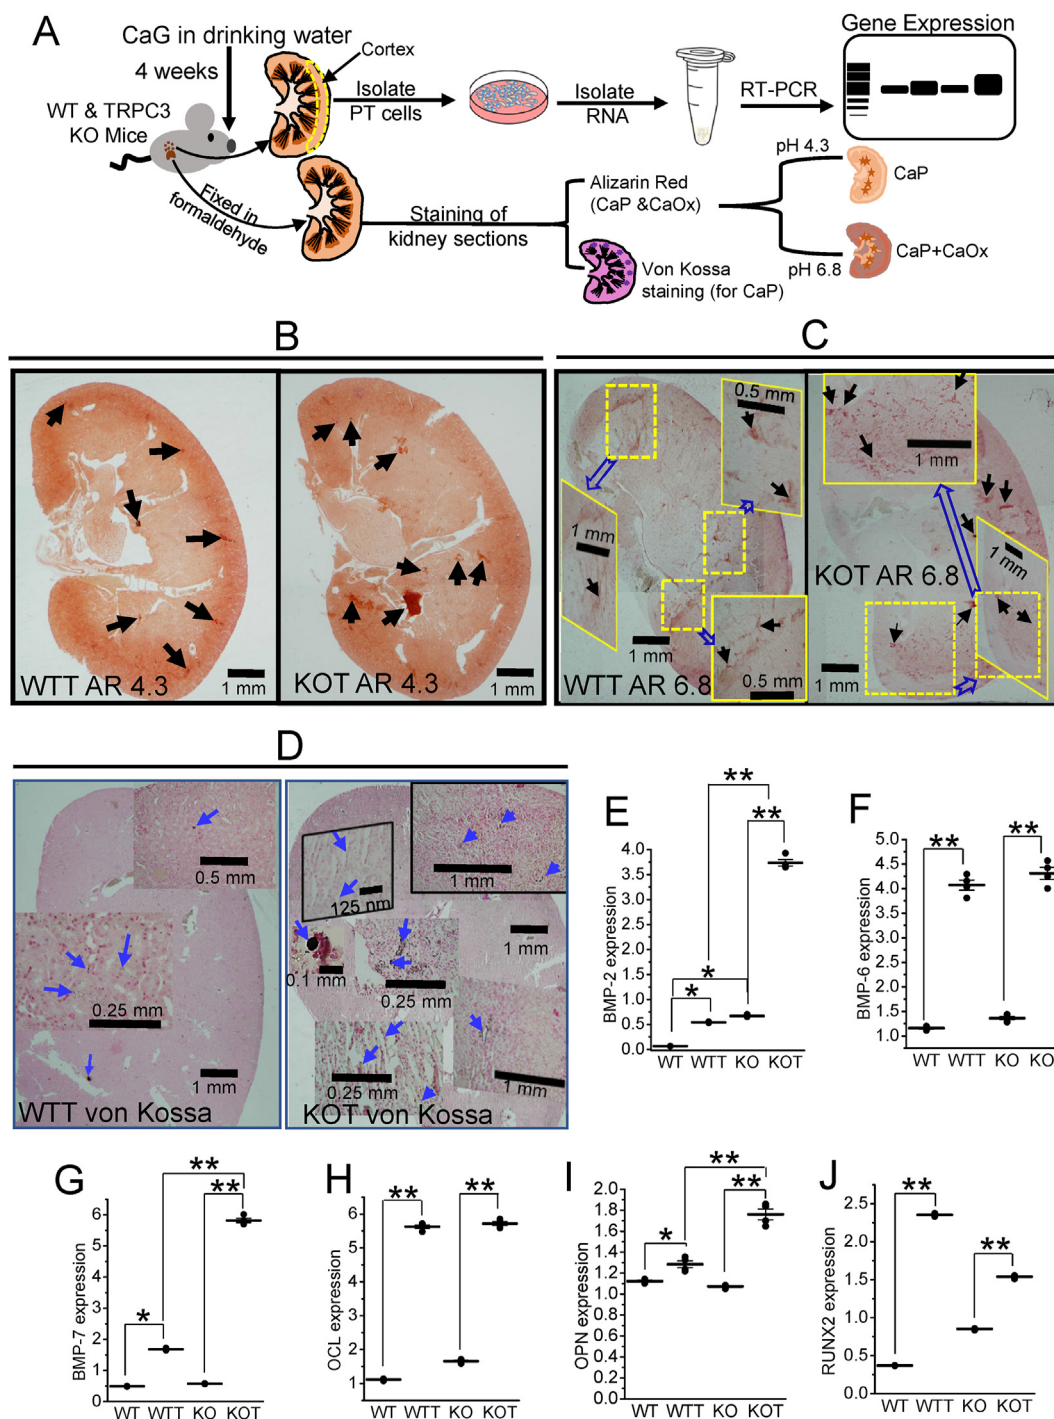 A
CaG in drinking water
4 weeks
WT & TRPC3
KO Mice
Cortex
Isolate
PT cells
Isolate
RNA
RT-PCR
Gene Expression
Fixed in
formaldehyde
Staining of
kidney sections
Alizarin Red
(CaP &CaOx)
Von Kossa
staining (for CaP)
pH 4.3
CaP
pH 6.8
CaP+CaOx
B
WTT AR 4.3
1 mm
KOT AR 4.3
1 mm
C
0.5 mm
1 mm
1 mm
0.5 mm
WTT AR 6.8
1 mm
1 mm
KOT AR 6.8
1 mm
D
0.5 mm
0.25 mm
1 mm
WTT von Kossa
125 nm
1 mm
1 mm
0.1 mm
0.25 mm
0.25 mm
1 mm
KOT von Kossa
E
BMP-2 expression
4.0
3.5
3.0
2.5
2.0
1.5
1.0
0.5
0.0
* * ** **
WT WTT KO KOT
F
BMP-6 expression
5.0
4.5
4.0
3.5
3.0
2.5
2.0
1.5
1.0
** **
WT WTT KO KO
G
BMP-7 expression
6
5
4
3
2
1
0
* ** **
WT WTT KO KOT
H
OCL expression
6
5
4
3
2
1
** **
WT WTT KO KOT
I
OPN expression
2.0
1.8
1.6
1.4
1.2
1.0
0.8
0.6
0.4
0.2
0.0
* ** **
WT WTT KO KOT
J
RUNX2 expression
2.5
2.0
1.5
1.0
0.5
0.0
** **
WT WTT KO KOT